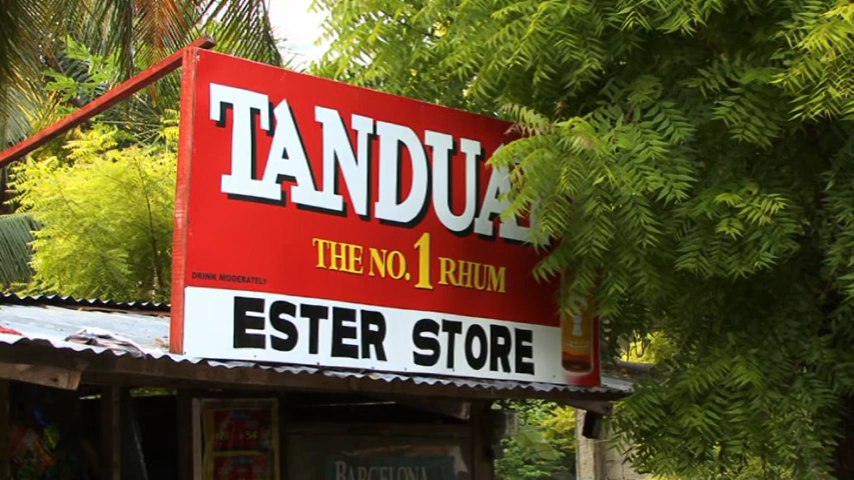 TANDUA
THE NO. 1 RHUM
DRINK MODERATELY
ESTER STORE
BARCELONA